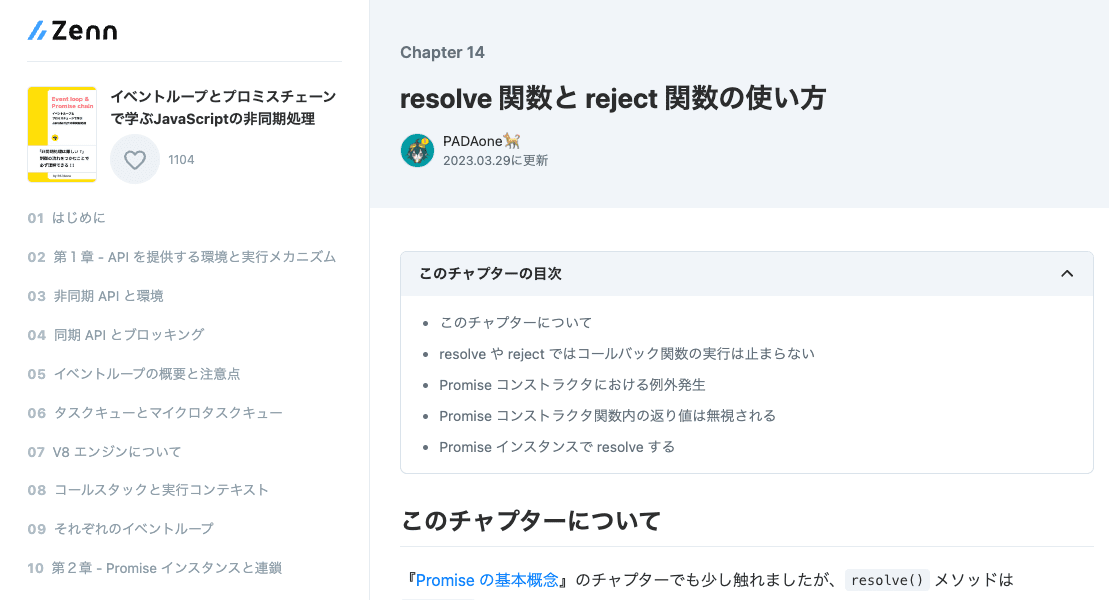 Zenn
Event loop &
Promise chain
イベントループとプロミスチェーン
で学ぶJavaScriptの非同期処理
1104
01 はじめに
02 第１章 - API を提供する環境と実行メカニズム
03 非同期 API と環境
04 同期 API とブロッキング
05 イベントループの概要と注意点
06 タスクキューとマイクロタスクキュー
07 V8 エンジンについて
08 コールスタックと実行コンテキスト
09 それぞれのイベントループ
10 第２章 - Promise インスタンスと連鎖
Chapter 14
resolve 関数と reject 関数の使い方
PADAone🐕
2023.03.29に更新
このチャプターの目次
• このチャプターについて
• resolve や reject ではコールバック関数の実行は止まらない
• Promise コンストラクタにおける例外発生
• Promise コンストラクタ関数内の返り値は無視される
• Promise インスタンスで resolve する
このチャプターについて
『Promise の基本概念』のチャプターでも少し触れましたが、 resolve() メソッドは